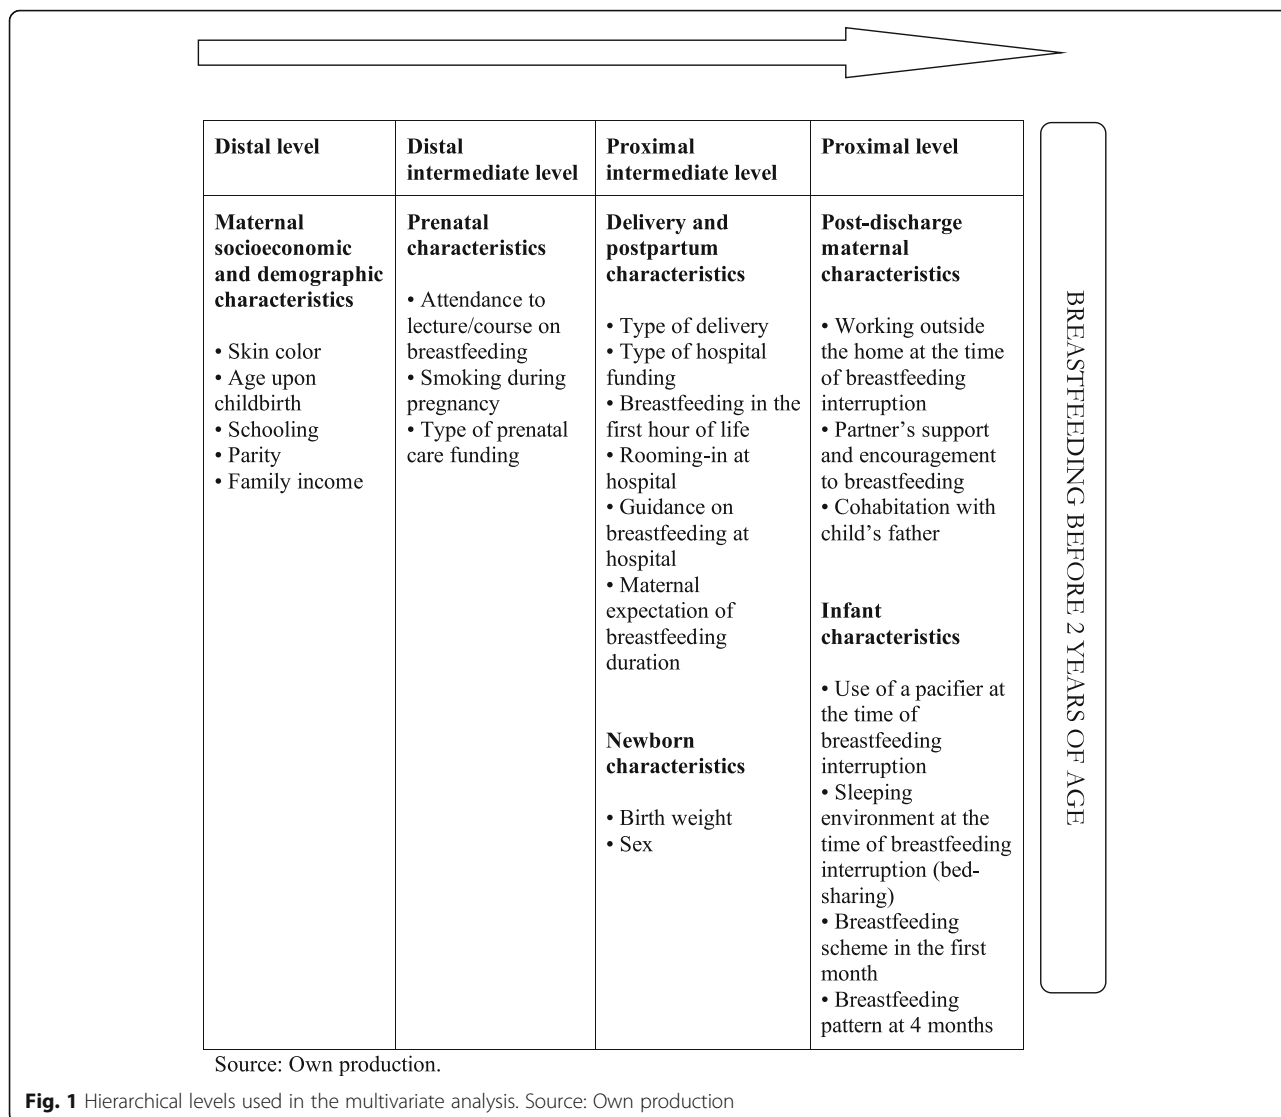 Distal level
Distal
intermediate level
Proximal
intermediate level
Proximal level
Maternal
socioeconomic
and demographic
characteristics
• Skin color
• Age upon
childbirth
• Schooling
• Parity
• Family income
Prenatal
characteristics
• Attendance to
lecture/course on
breastfeeding
• Smoking during
pregnancy
• Type of prenatal
care funding
Delivery and
postpartum
characteristics
• Type of delivery
• Type of hospital
funding
• Breastfeeding in the
first hour of life
• Rooming-in at
hospital
• Guidance on
breastfeeding at
hospital
• Maternal
expectation of
breastfeeding
duration
Newborn
characteristics
• Birth weight
• Sex
Post-discharge
maternal
characteristics
• Working outside
the home at the time
of breastfeeding
interruption
• Partner's support
and encouragement
to breastfeeding
• Cohabitation with
child's father
Infant
characteristics
• Use of a pacifier at
the time of
breastfeeding
interruption
• Sleeping
environment at the
time of breastfeeding
interruption (bed-
sharing)
• Breastfeeding
scheme in the first
month
• Breastfeeding
pattern at 4 months
BREASTFEEDING BEFORE 2 YEARS OF AGE
Source: Own production.
Fig. 1 Hierarchical levels used in the multivariate analysis. Source: Own production